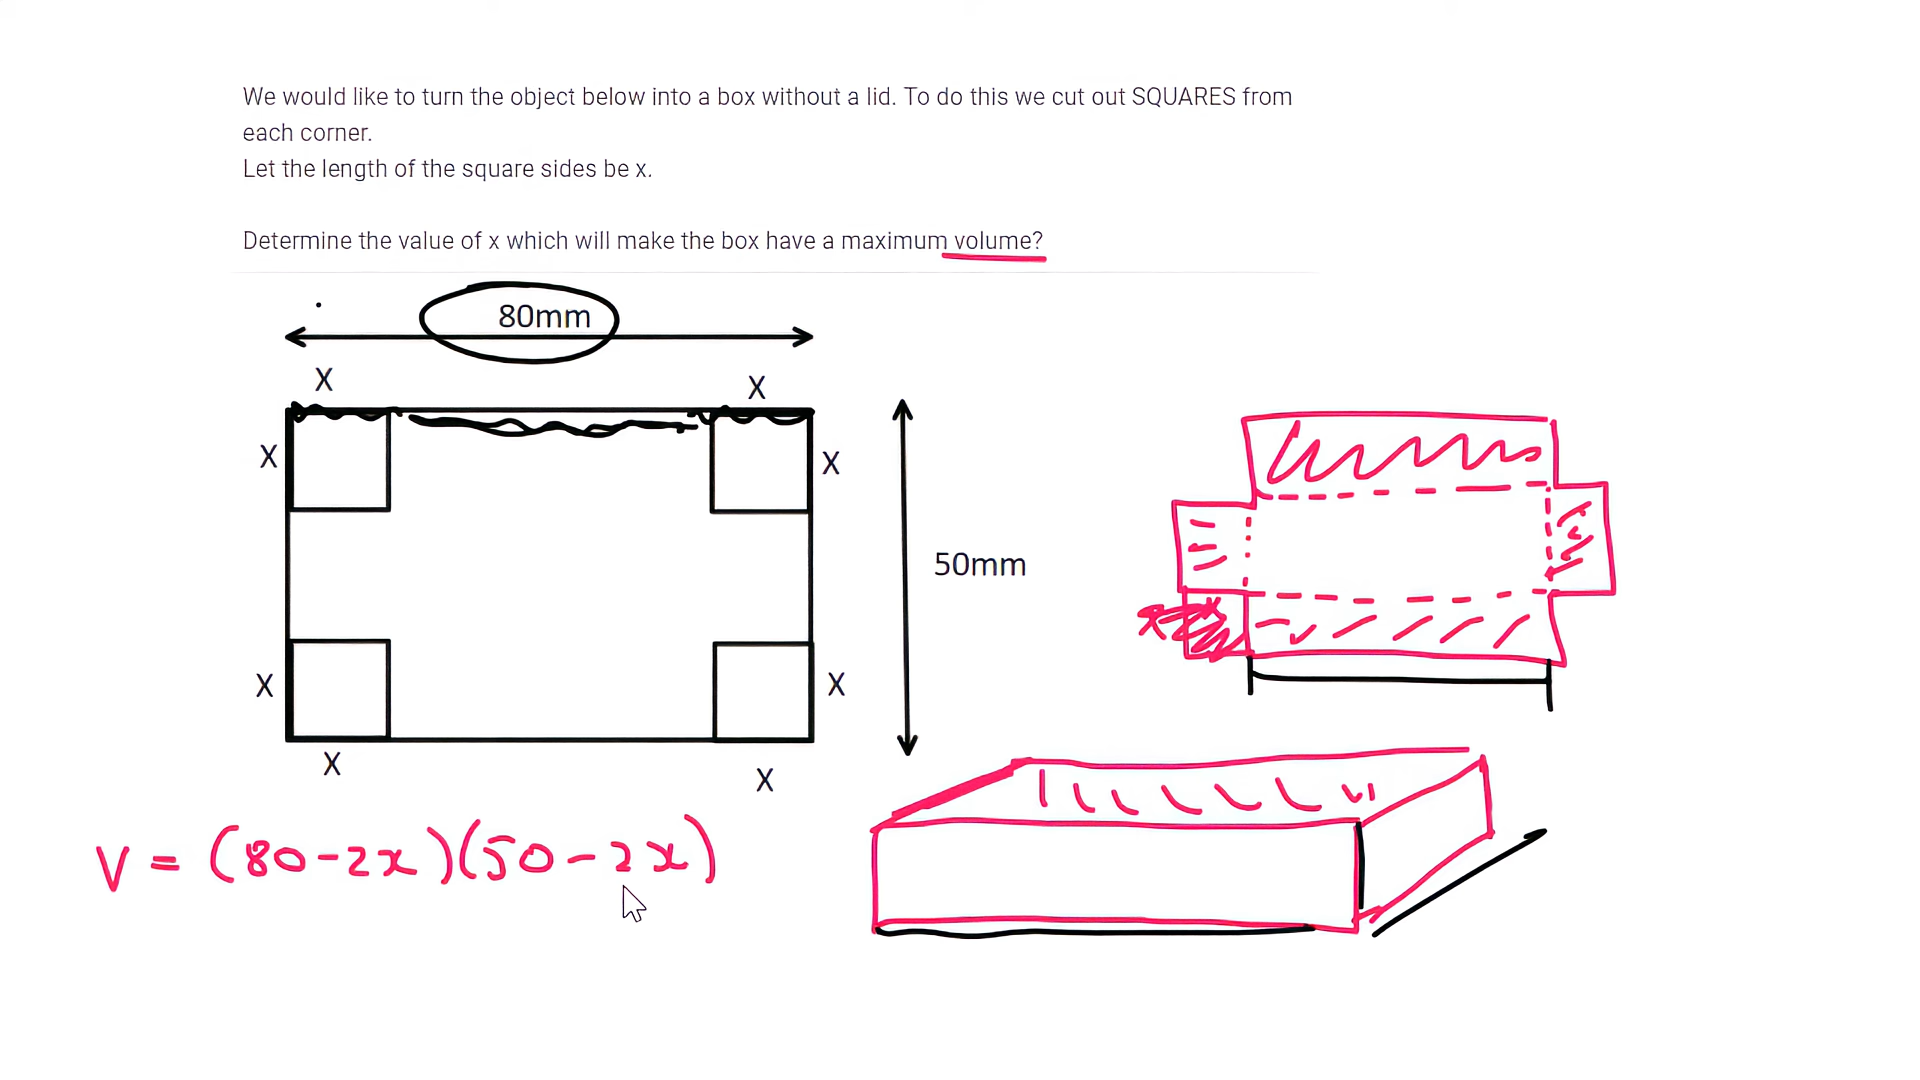 We would like to turn the object below into a box without a lid. To do this we cut out SQUARES from
each corner.
Let the length of the square sides be x.
Determine the value of x which will make the box have a maximum volume?
80mm
X
X
X
X
50mm
X
X
X
X
V = (80-2x)(50-2x)